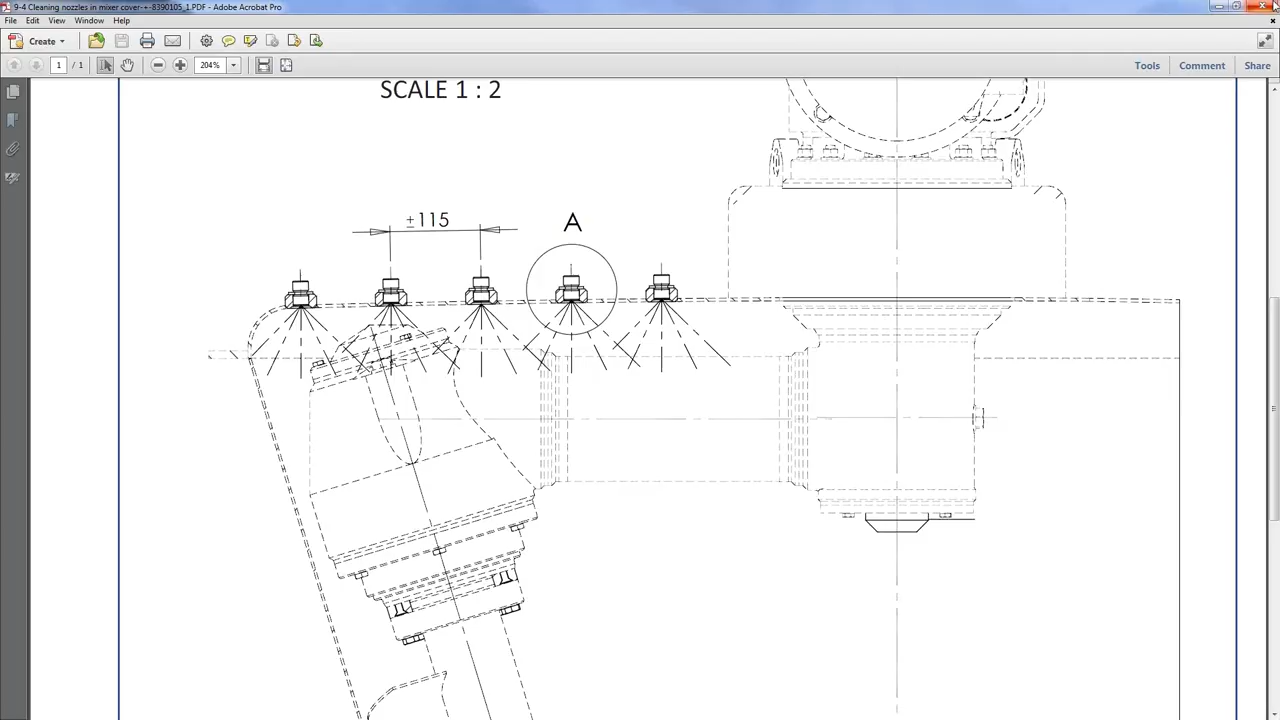 9-4 Cleaning nozzles in mixer cover-+-8390105_1.PDF - Adobe Acrobat Pro
File Edit View Window Help
Create
1 / 1 204% Tools Comment Share
SCALE 1 : 2
±115 A